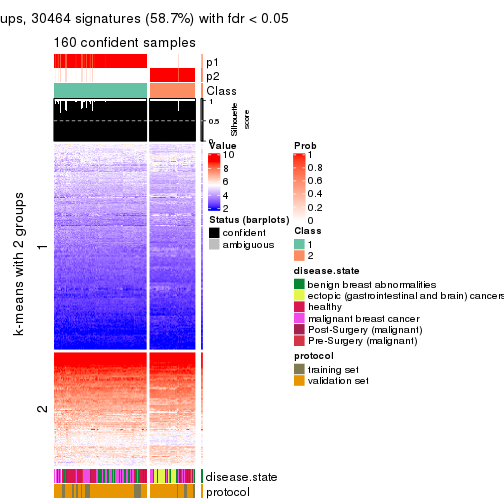 ups, 30464 signatures (58.7%) with fdr < 0.05
160 confident samples
p1
p2
Class
1
0.5
0
Silhouette
score
k-means with 2 groups
1
2
Value
10
8
6
4
2
Status (barplots)
confident
ambiguous
Prob
1
0.8
0.6
0.4
0.2
0
Class
1
2
disease.state
benign breast abnormalities
ectopic (gastrointestinal and brain) cancers
healthy
malignant breast cancer
Post-Surgery (malignant)
Pre-Surgery (malignant)
protocol
training set
validation set
disease.state
protocol